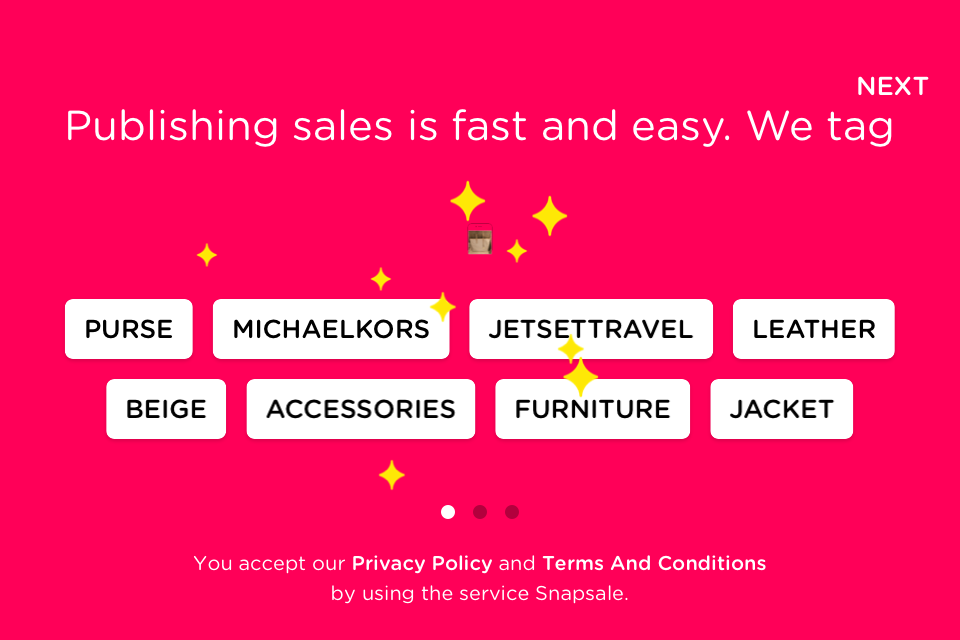 NEXT
Publishing sales is fast and easy. We tag
PURSE MICHAELKORS JETSETTRAVEL LEATHER
BEIGE ACCESSORIES FURNITURE JACKET
You accept our Privacy Policy and Terms And Conditions
by using the service Snapsale.